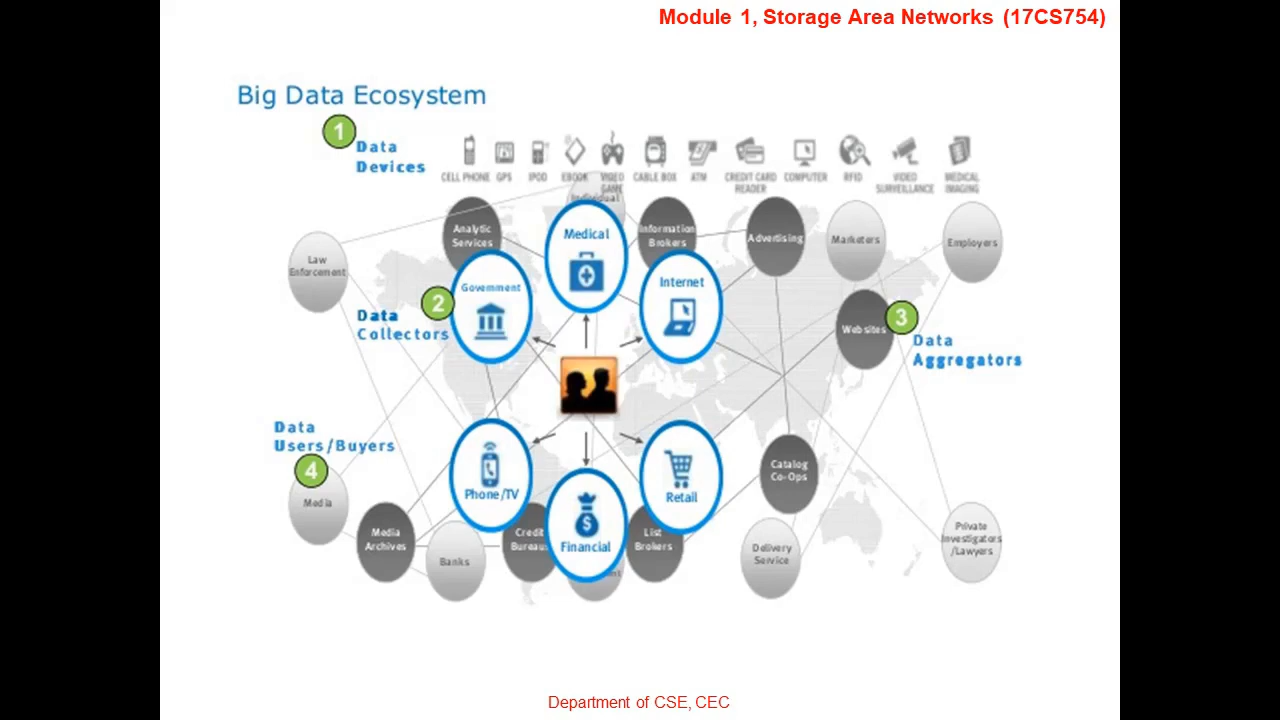 Module 1, Storage Area Networks (17CS754)
Big Data Ecosystem
1
Data
Devices
CELL PHONE
GPS
IPOD
EBOOK
VIDEO
GAME
CABLE BOX
ATM
CREDIT CARD
READER
COMPUTER
RFID
VIDEO
SURVEILLANCE
MEDICAL
IMAGING
Individual
Law
Enforcement
Analytic
Services
Medical
Information
Brokers
Advertising
Marketers
Employers
Government
Internet
2
Data
Collectors
Websites
3
Data
Aggregators
Data
Users/Buyers
4
Media
Phone/TV
Retail
Catalog
Co-Ops
Media
Archives
Banks
Credit
Bureaus
$
Financial
List
Brokers
Delivery
Service
Private
Investigators
/Lawyers
Department of CSE, CEC